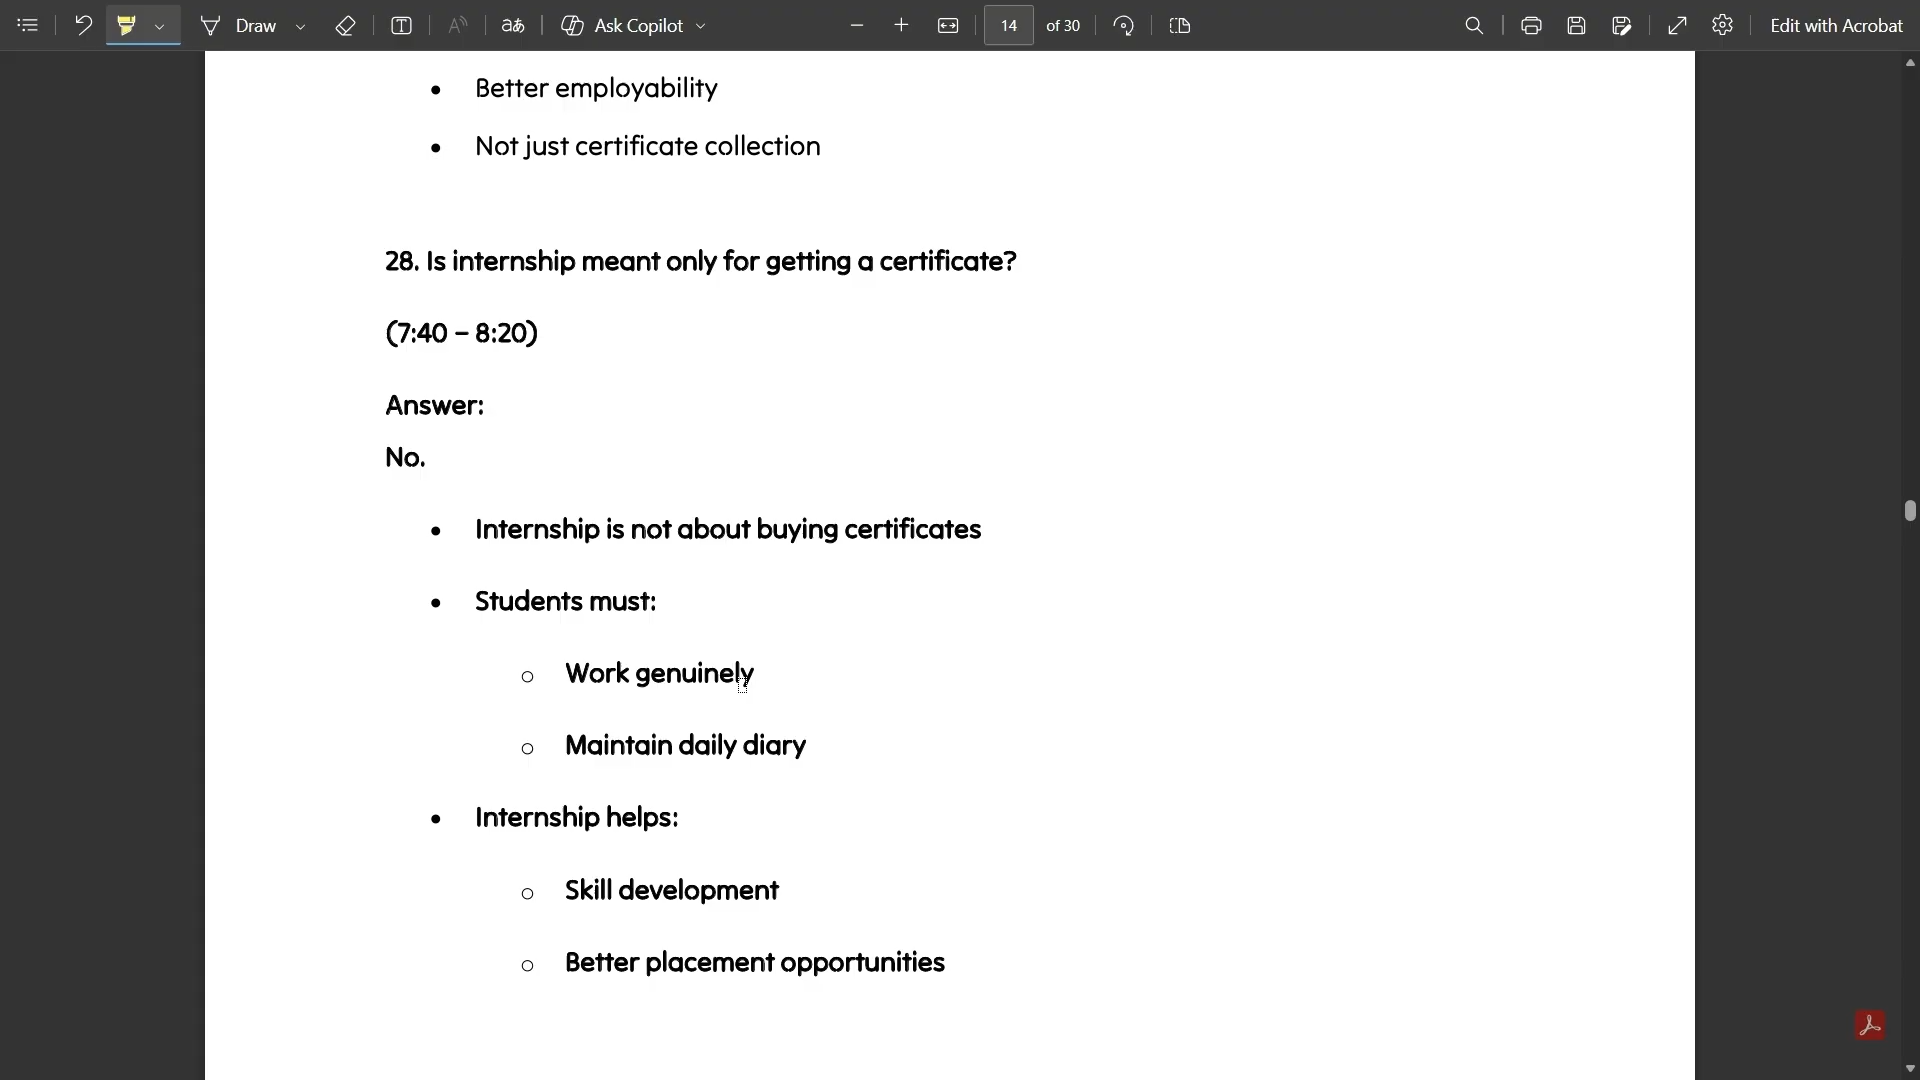 Draw
Ask Copilot
14 of 30
Edit with Acrobat
• Better employability
• Not just certificate collection
28. Is internship meant only for getting a certificate?
(7:40 – 8:20)
Answer:
No.
• Internship is not about buying certificates
• Students must:
○ Work genuinely
○ Maintain daily diary
• Internship helps:
○ Skill development
○ Better placement opportunities